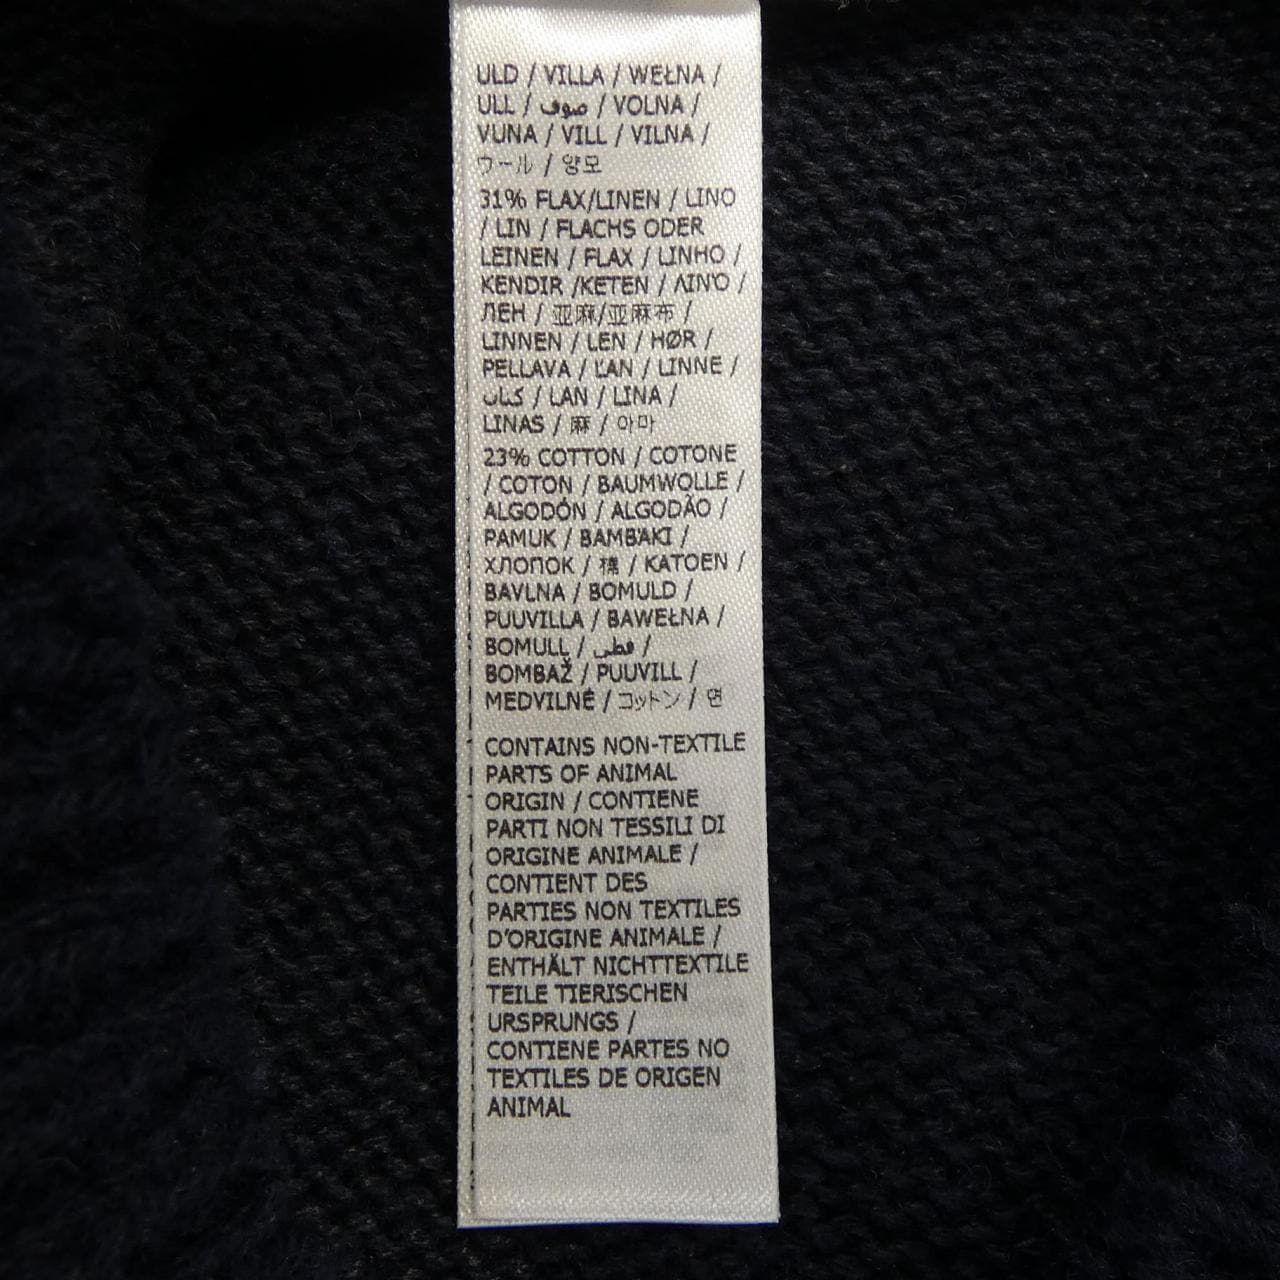 ULD / VILLA / WEŁNA /
ULL / صوف / VOLNA /
VUNA / VILL / VILNA /
ウール / 양모
31% FLAX/LINEN / LINO
/ LIN / FLACHS ODER
LEINEN / FLAX / LINHO /
KENDIR /KETEN / ΛΙΝΌ /
ЛЕН / 亚麻/亚麻布 /
LINNEN / LEN / HØR /
PELLAVA / ĽAN / LINNE /
كتان / LAN / LINA /
LINAS / 麻 / 아마
23% COTTON / COTONE
/ COTON / BAUMWOLLE /
ALGODÓN / ALGODÃO /
PAMUK / ΒΑΜΒΆΚΙ /
ХЛОПОК / 棉 / KATOEN /
BAVLNA / BOMULD /
PUUVILLA / BAWEŁNA /
BOMULL / قطن /
BOMBAŽ / PUUVILL /
MEDVILNĖ / コットン / 면
CONTAINS NON-TEXTILE
PARTS OF ANIMAL
ORIGIN / CONTIENE
PARTI NON TESSILI DI
ORIGINE ANIMALE /
CONTIENT DES
PARTIES NON TEXTILES
D'ORIGINE ANIMALE /
ENTHÄLT NICHTTEXTILE
TEILE TIERISCHEN
URSPRUNGS /
CONTIENE PARTES NO
TEXTILES DE ORIGEN
ANIMAL